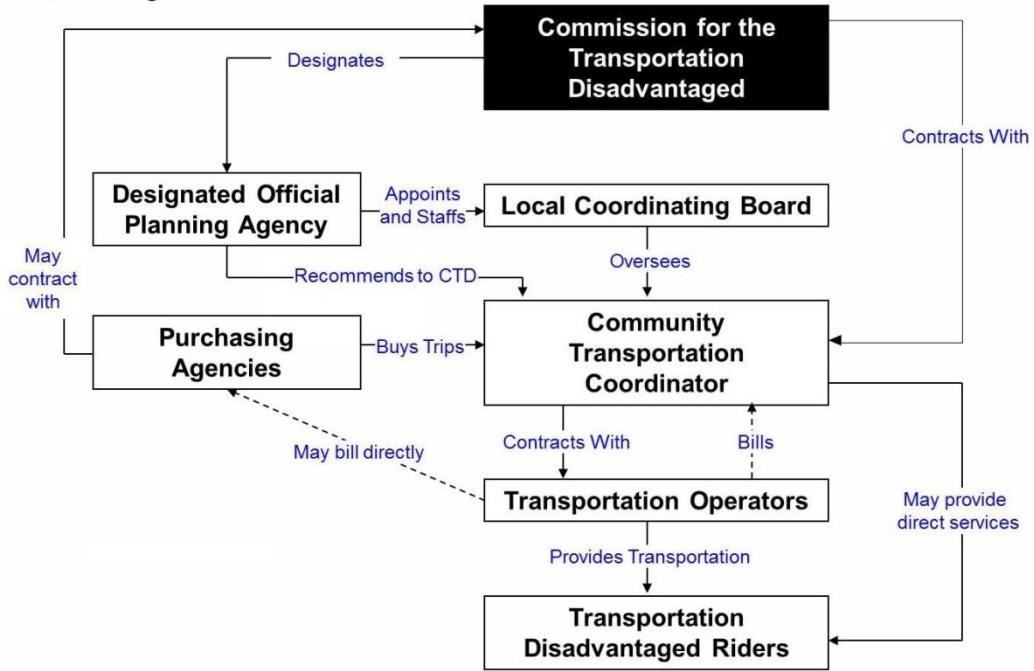 Commission for the
Transportation
Disadvantaged
Designates
Contracts With
Designated Official
Planning Agency
Appoints
and Staffs
Local Coordinating Board
May
contract
with
Recommends to CTD
Oversees
Purchasing
Agencies
Buys Trips
Community
Transportation
Coordinator
May bill directly
Contracts With
Bills
Transportation Operators
May provide
direct services
Provides Transportation
Transportation
Disadvantaged Riders